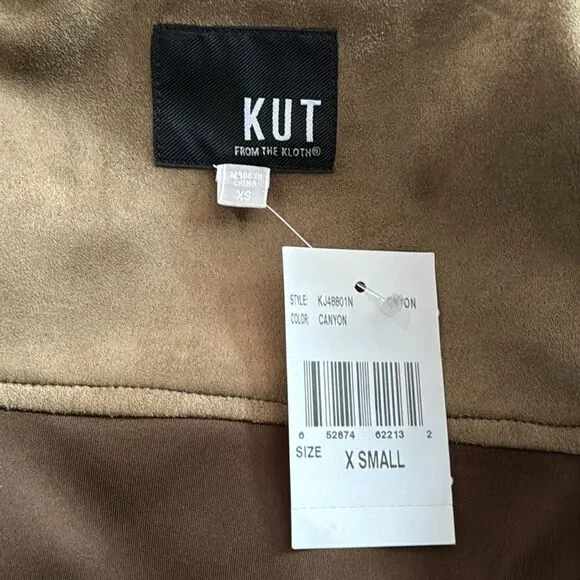 KUT
FROM THE KLOTH®
MADE IN
CHINA
XS
STYLE: KJ48801N
COLOR: CANYON
6 52874 62213 2
SIZE X SMALL